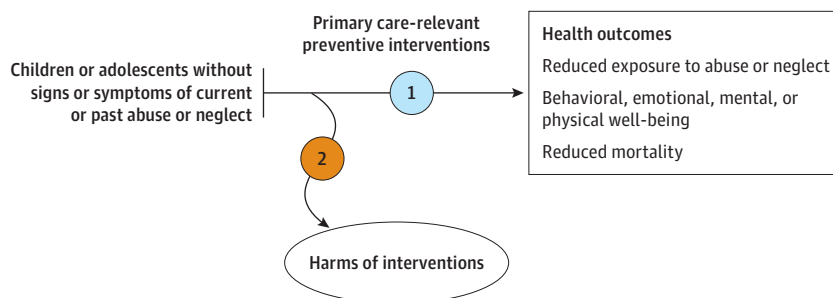 Primary care-relevant
preventive interventions
Children or adolescents without
signs or symptoms of current
or past abuse or neglect
1
2
Health outcomes
Reduced exposure to abuse or neglect
Behavioral, emotional, mental, or
physical well-being
Reduced mortality
Harms of interventions